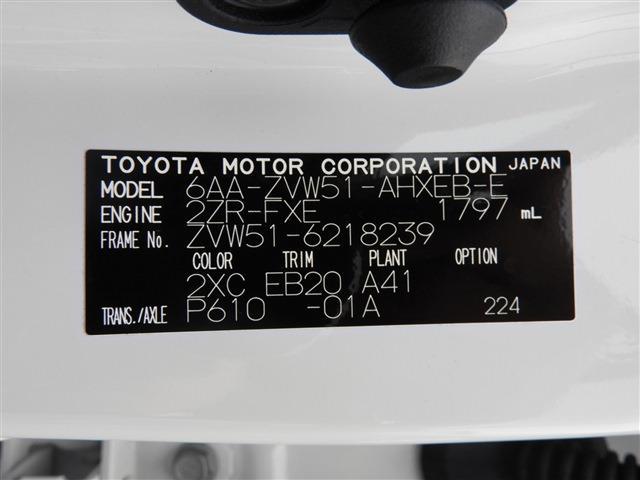 TOYOTA MOTOR CORPORATION JAPAN
MODEL 6AA-ZVW51-AHXEB-E
ENGINE 2ZR-FXE 1797 mL
FRAME No. ZVW51-6218239
COLOR TRIM PLANT OPTION
2XC EB20 A41
TRANS./AXLE P610 -01A 224